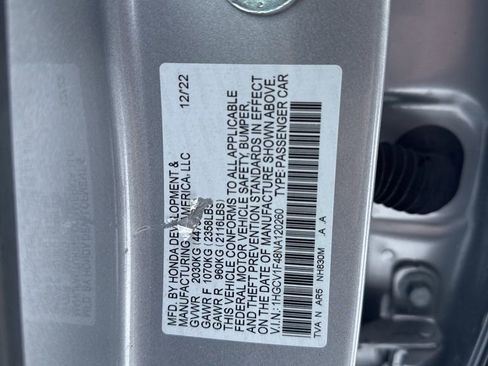 MFD. BY HONDA DEVELOPMENT & 12/22
MANUFACTURING AMERICA, LLC
GVWR 2030KG
GAWR F 1070KG (2358LBS)
GAWR R 960KG (2116LBS)
THIS VEHICLE CONFORMS TO ALL APPLICABLE
FEDERAL MOTOR VEHICLE SAFETY, BUMPER,
AND THEFT PREVENTION STANDARDS IN EFFECT
ON THE DATE OF MANUFACTURE SHOWN ABOVE.
V.I.N.: 1HGCV1F48NA120260 TYPE:PASSENGER CAR
TVA N AR5 NH830M .A .A